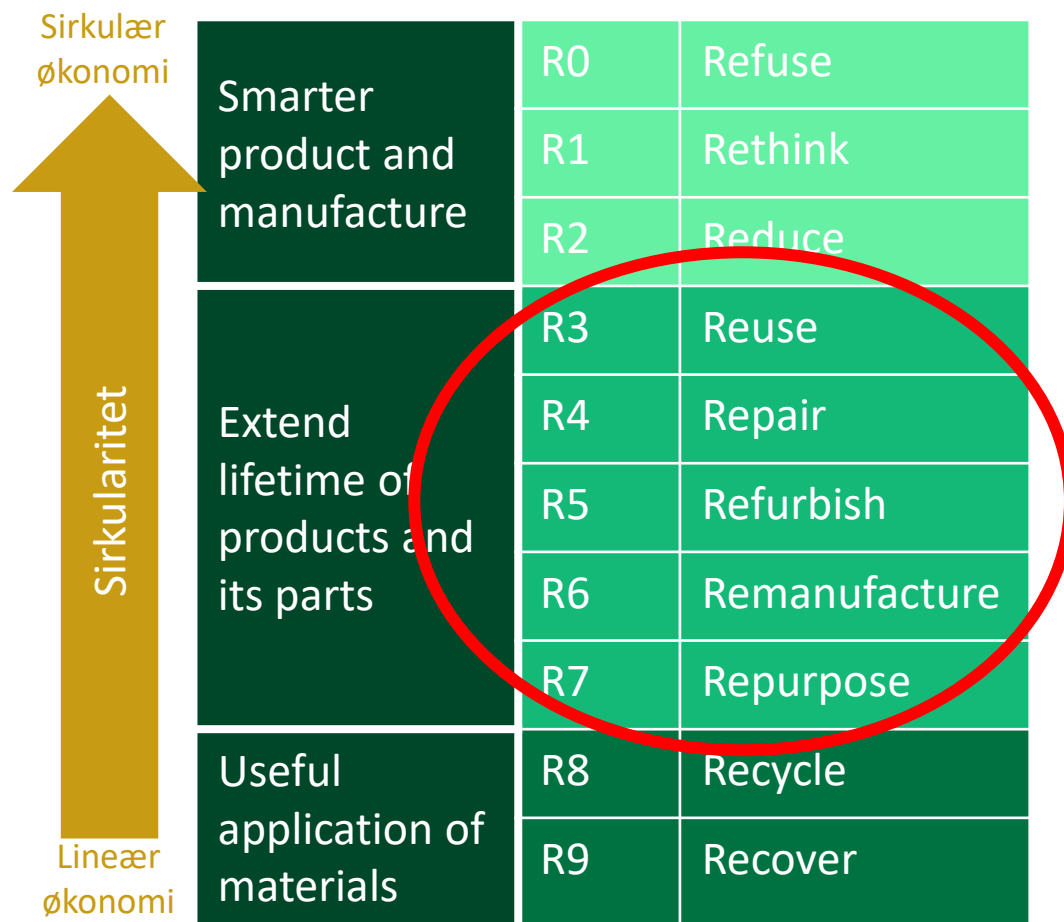 Sirkulær
økonomi
Sirkularitet
Lineær
økonomi
Smarter
product and
manufacture
R0 Refuse
R1 Rethink
R2 Reduce
Extend
lifetime of
products and
its parts
R3 Reuse
R4 Repair
R5 Refurbish
R6 Remanufacture
R7 Repurpose
Useful
application of
materials
R8 Recycle
R9 Recover